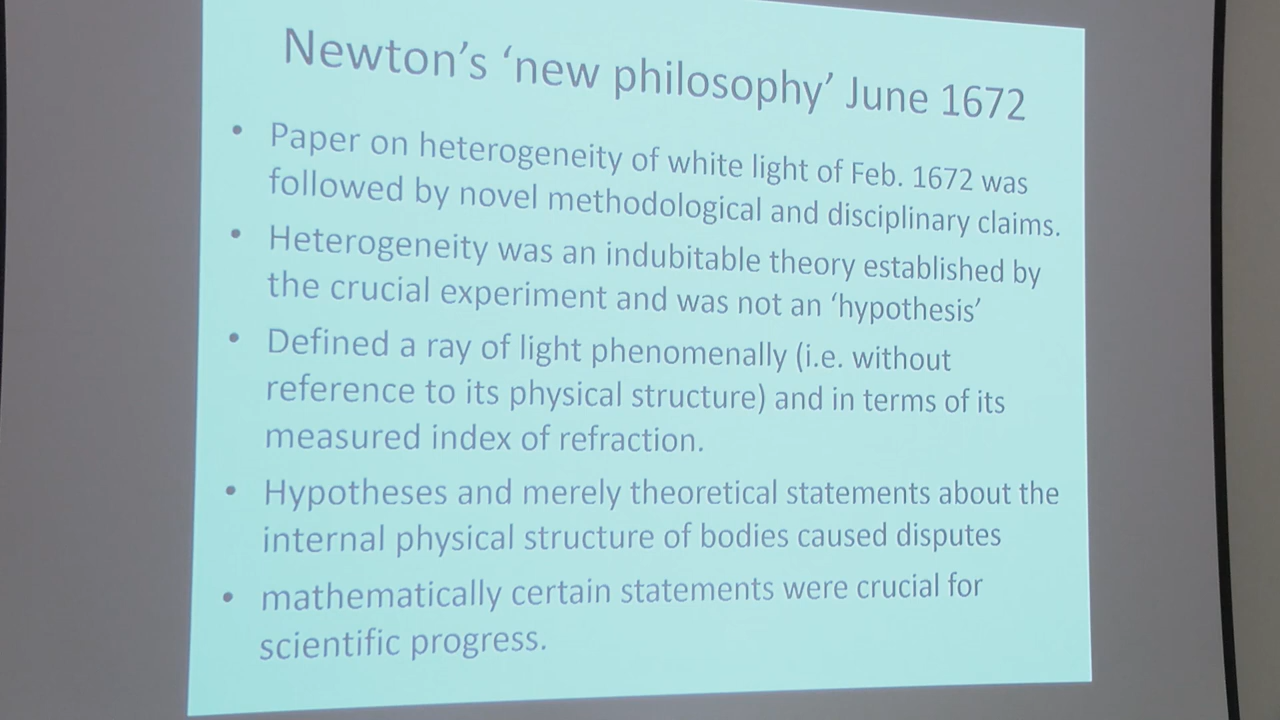 Newton’s ‘new philosophy’ June 1672
• Paper on heterogeneity of white light of Feb. 1672 was
followed by novel methodological and disciplinary claims.
• Heterogeneity was an indubitable theory established by
the crucial experiment and was not an ‘hypothesis’
• Defined a ray of light phenomenally (i.e. without
reference to its physical structure) and in terms of its
measured index of refraction.
• Hypotheses and merely theoretical statements about the
internal physical structure of bodies caused disputes
• mathematically certain statements were crucial for
scientific progress.